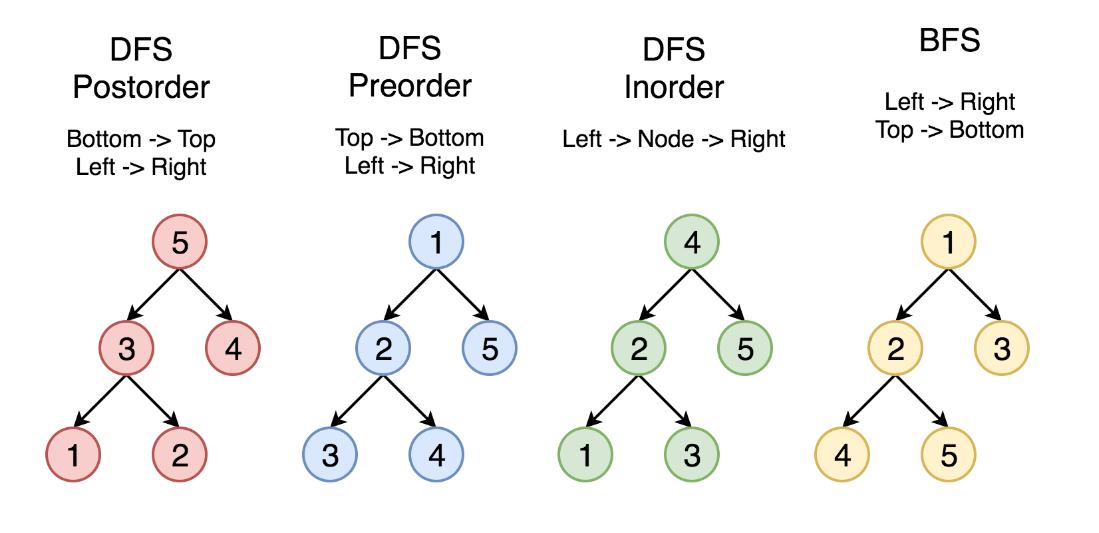 DFS
Postorder
Bottom -> Top
Left -> Right
5
3
4
1
2
DFS
Preorder
Top -> Bottom
Left -> Right
1
2
5
3
4
DFS
Inorder
Left -> Node -> Right
4
2
5
1
3
BFS
Left -> Right
Top -> Bottom
1
2
3
4
5